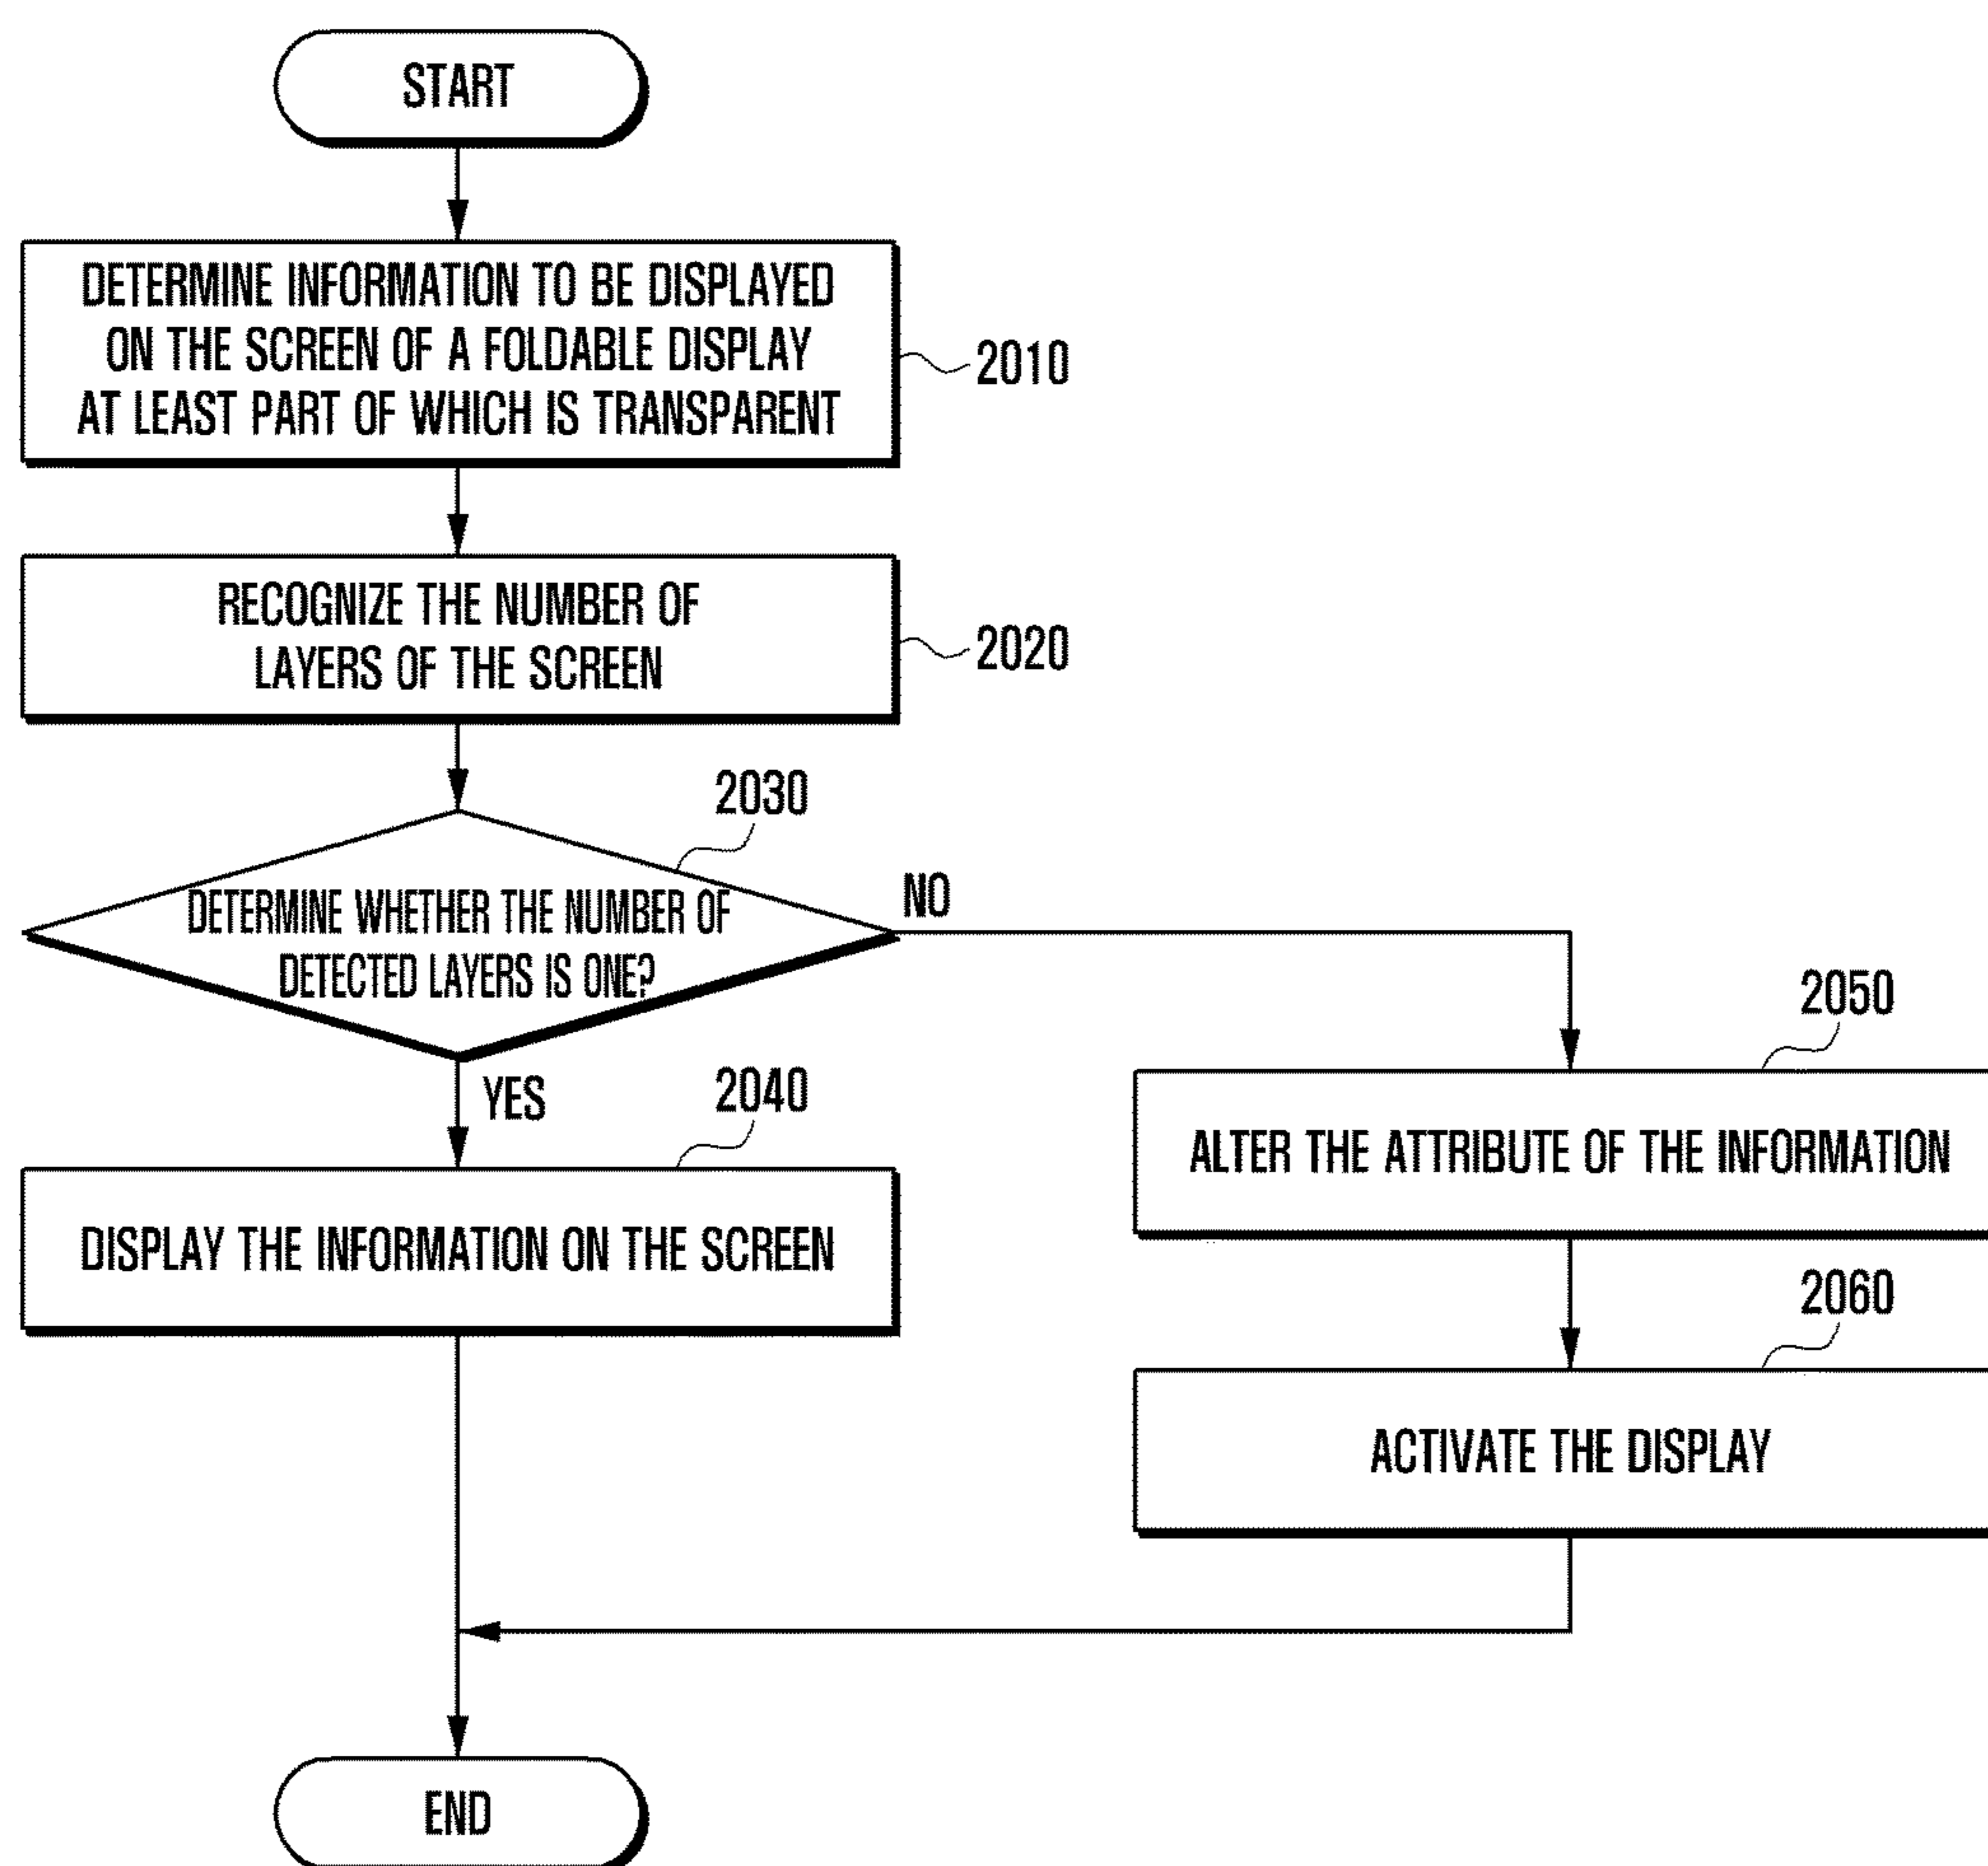 START
DETERMINE INFORMATION TO BE DISPLAYED
ON THE SCREEN OF A FOLDABLE DISPLAY
AT LEAST PART OF WHICH IS TRANSPARENT
2010
RECOGNIZE THE NUMBER OF
LAYERS OF THE SCREEN
2020
2030
DETERMINE WHETHER THE NUMBER OF
DETECTED LAYERS IS ONE?
NO
YES
2040
DISPLAY THE INFORMATION ON THE SCREEN
2050
ALTER THE ATTRIBUTE OF THE INFORMATION
2060
ACTIVATE THE DISPLAY
END